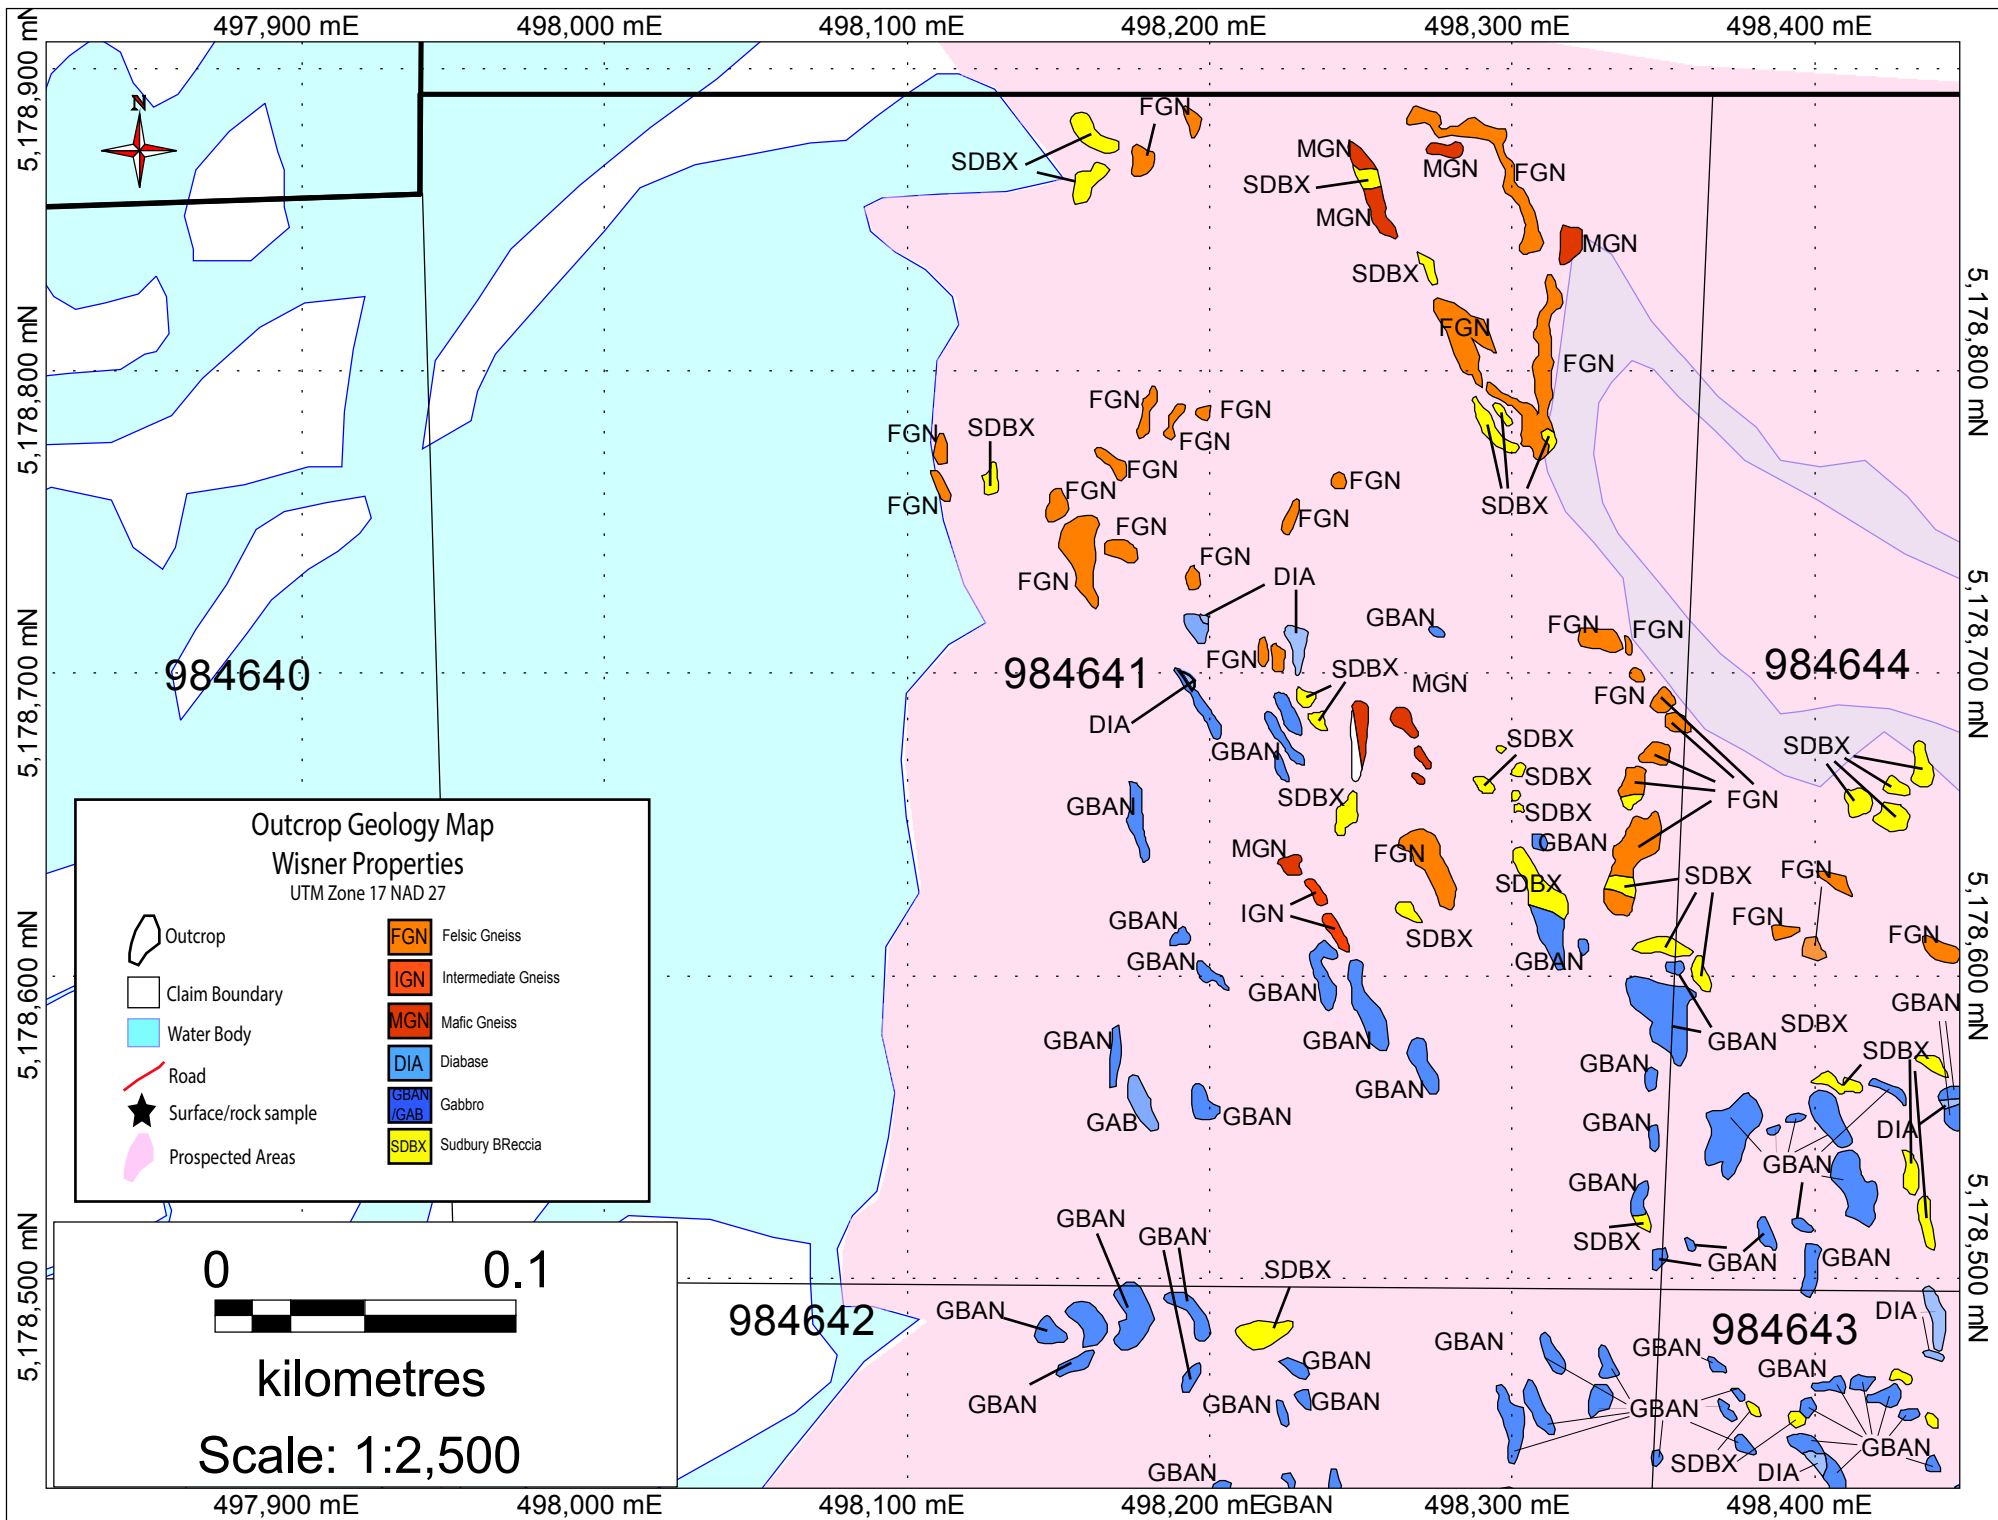 497,900 mE 498,000 mE 498,100 mE 498,200 mE 498,300 mE 498,400 mE
5,178,900 mN
N
FGN
SDBX
MGN
SDBX
MGN
MGN
FGN
MGN
SDBX
5,178,800 mN
5,178,800 mN
FGN
FGN
FGN
FGN
FGN
SDBX
FGN
FGN
FGN
FGN
FGN
FGN
FGN
SDBX
FGN
FGN
FGN
DIA
GBAN
FGN
FGN
5,178,700 mN
5,178,700 mN
984640
984641
984644
FGN
SDBX
MGN
FGN
DIA
GBAN
SDBX
SDBX
SDBX
SDBX
SDBX
FGN
GBAN
GBAN
MGN
FGN
SDBX
SDBX
FGN
IGN
SDBX
FGN
FGN
GBAN
GBAN
GBAN
GBAN
5,178,600 mN
5,178,600 mN
GBAN
SDBX
GBAN
GBAN
GBAN
SDBX
GBAN
GBAN
GAB
GBAN
GBAN
DIA
GBAN
GBAN
SDBX
GBAN
GBAN
5,178,500 mN
5,178,500 mN
GBAN
GBAN
SDBX
984642
984643
GBAN
GBAN
GBAN
GBAN
GBAN
GBAN
DIA
GBAN
GBAN
GBAN
GBAN
GBAN
SDBX
DIA
GBAN
GBAN
Outcrop Geology Map
Wisner Properties
UTM Zone 17 NAD 27
Outcrop
Claim Boundary
Water Body
Road
Surface/rock sample
Prospected Areas
FGN Felsic Gneiss
IGN Intermediate Gneiss
MGN Mafic Gneiss
DIA Diabase
GBAN
/GAB Gabbro
SDBX Sudbury BReccia
0 0.1
kilometres
Scale: 1:2,500
497,900 mE 498,000 mE 498,100 mE 498,200 mE GBAN 498,300 mE 498,400 mE